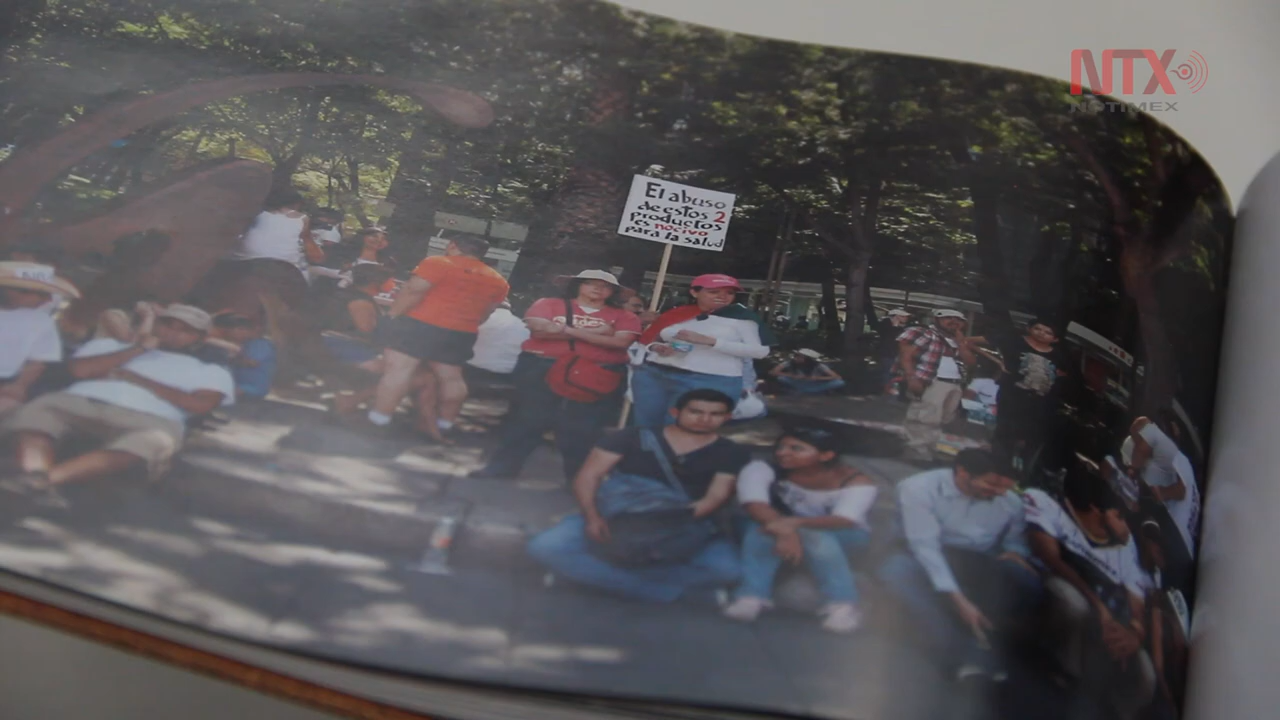 NTX
NOTIMEX
El abuso
de estos 2
productos
es nocivo
para la salud